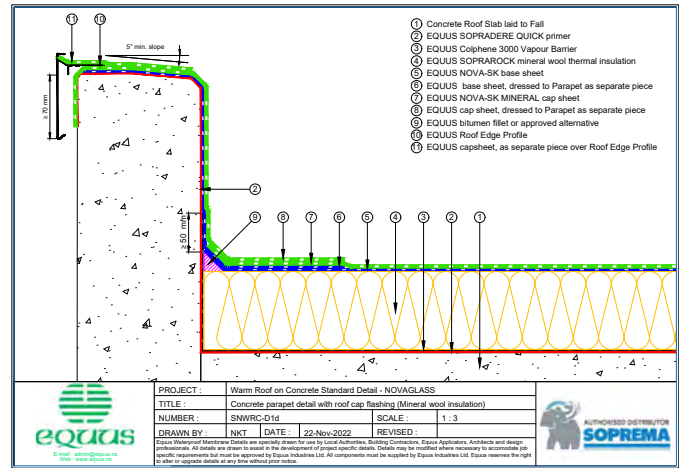 11 10
5° min. slope
≥ 70 mm
1 Concrete Roof Slab laid to Fall
2 EQUUS SOPRADERE QUICK primer
3 EQUUS Colphene 3000 Vapour Barrier
4 EQUUS SOPRAROCK mineral wool thermal insulation
5 EQUUS NOVA-SK base sheet
6 EQUUS base sheet, dressed to Parapet as separate piece
7 EQUUS NOVA-SK MINERAL cap sheet
8 EQUUS cap sheet, dressed to Parapet as separate piece
9 EQUUS bitumen fillet or approved alternative
10 EQUUS Roof Edge Profile
11 EQUUS capsheet, as separate piece over Roof Edge Profile
2
≥ 50 mm
9 8 7 6 5 4 3 2 1
equus
E-mail : admin@equus.nz
Web : www.equus.nz
PROJECT : Warm Roof on Concrete Standard Detail - NOVAGLASS
TITLE : Concrete parapet detail with roof cap flashing (Mineral wool insulation)
NUMBER : SNWRC-D1d SCALE : 1 : 3
DRAWN BY : NKT DATE : 22-Nov-2022 REVISED :
Equus Waterproof Membrane Details are specially drawn for use by Local Authorities, Building Contractors, Equus Applicators, Architects and design
professionals. All details are drawn to assist in the development of project specific details. Details may be modified where necessary to accomodate job
specific requirements but must be approved by Equus Industries Ltd. All components must be supplied by Equus Industries Ltd. Equus reserves the right
to alter or upgrade details at any time without prior notice.
AUTHORISED DISTRIBUTOR
SOPREMA